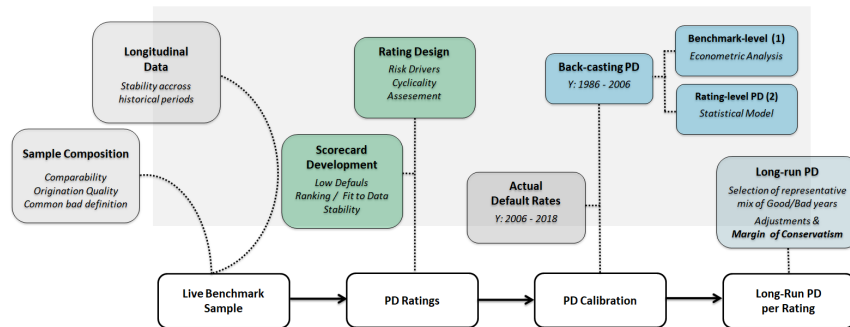 Longitudinal
Data
Stability accross
historical periods
Sample Composition
Comparability
Origination Quality
Common bad definition
Rating Design
Risk Drivers
Cyclicality
Assesement
Scorecard
Development
Low Defauls
Ranking / Fit to Data
Stability
Back-casting PD
Y: 1986 - 2006
Benchmark-level (1)
Econometric Analysis
Rating-level PD (2)
Statistical Model
Actual
Default Rates
Y: 2006 - 2018
Long-run PD
Selection of representative
mix of Good/Bad years
Adjustments &
Margin of Conservatism
Live Benchmark
Sample
PD Ratings
PD Calibration
Long-Run PD
per Rating